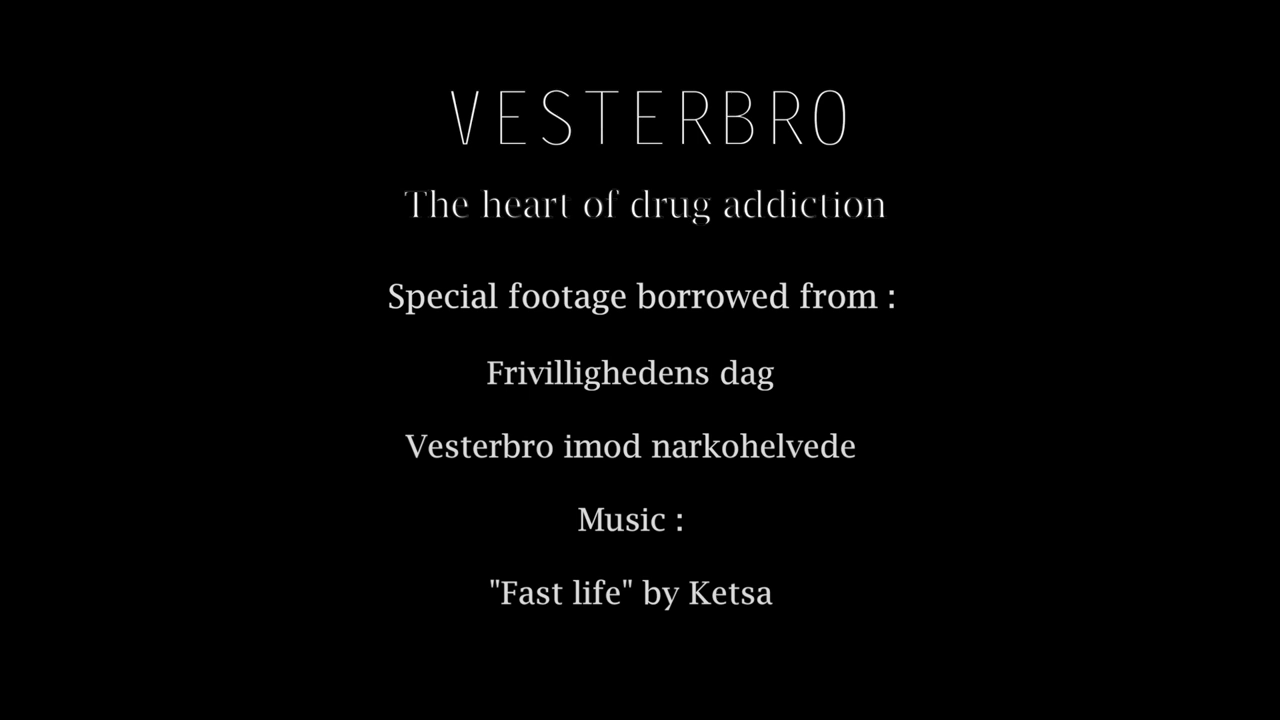 VESTERBRO
The heart of drug addiction
Special footage borrowed from :
Frivillighedens dag
Vesterbro imod narkohelvede
Music :
"Fast life" by Ketsa